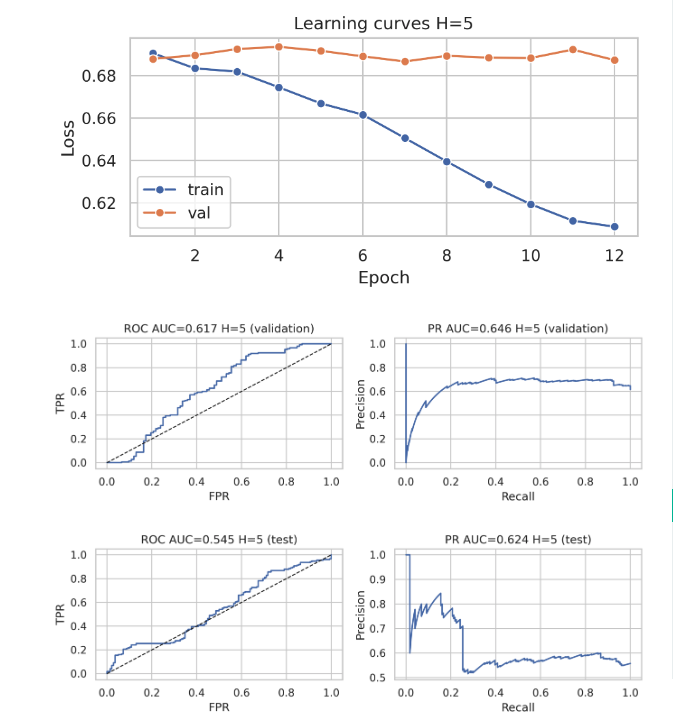 Learning curves H=5
Loss
0.68
0.66
0.64
0.62
train
val
2 4 6 8 10 12
Epoch
ROC AUC=0.617 H=5 (validation)
TPR
1.0
0.8
0.6
0.4
0.2
0.0
0.0 0.2 0.4 0.6 0.8 1.0
FPR
PR AUC=0.646 H=5 (validation)
Precision
1.0
0.8
0.6
0.4
0.2
0.0
0.0 0.2 0.4 0.6 0.8 1.0
Recall
ROC AUC=0.545 H=5 (test)
TPR
1.0
0.8
0.6
0.4
0.2
0.0
0.0 0.2 0.4 0.6 0.8 1.0
FPR
PR AUC=0.624 H=5 (test)
Precision
1.0
0.9
0.8
0.7
0.6
0.5
0.0 0.2 0.4 0.6 0.8 1.0
Recall